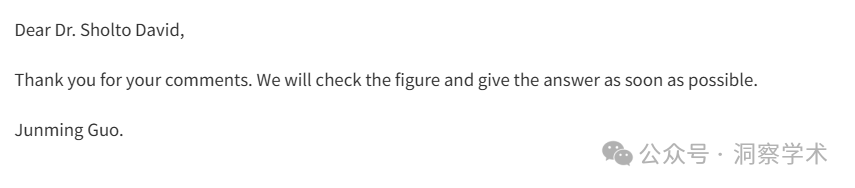 Dear Dr. Sholto David,
Thank you for your comments. We will check the figure and give the answer as soon as possible.
Junming Guo.
公众号 · 洞察学术